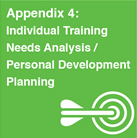 Appendix 4:
Individual Training
Needs Analysis /
Personal Development
Planning